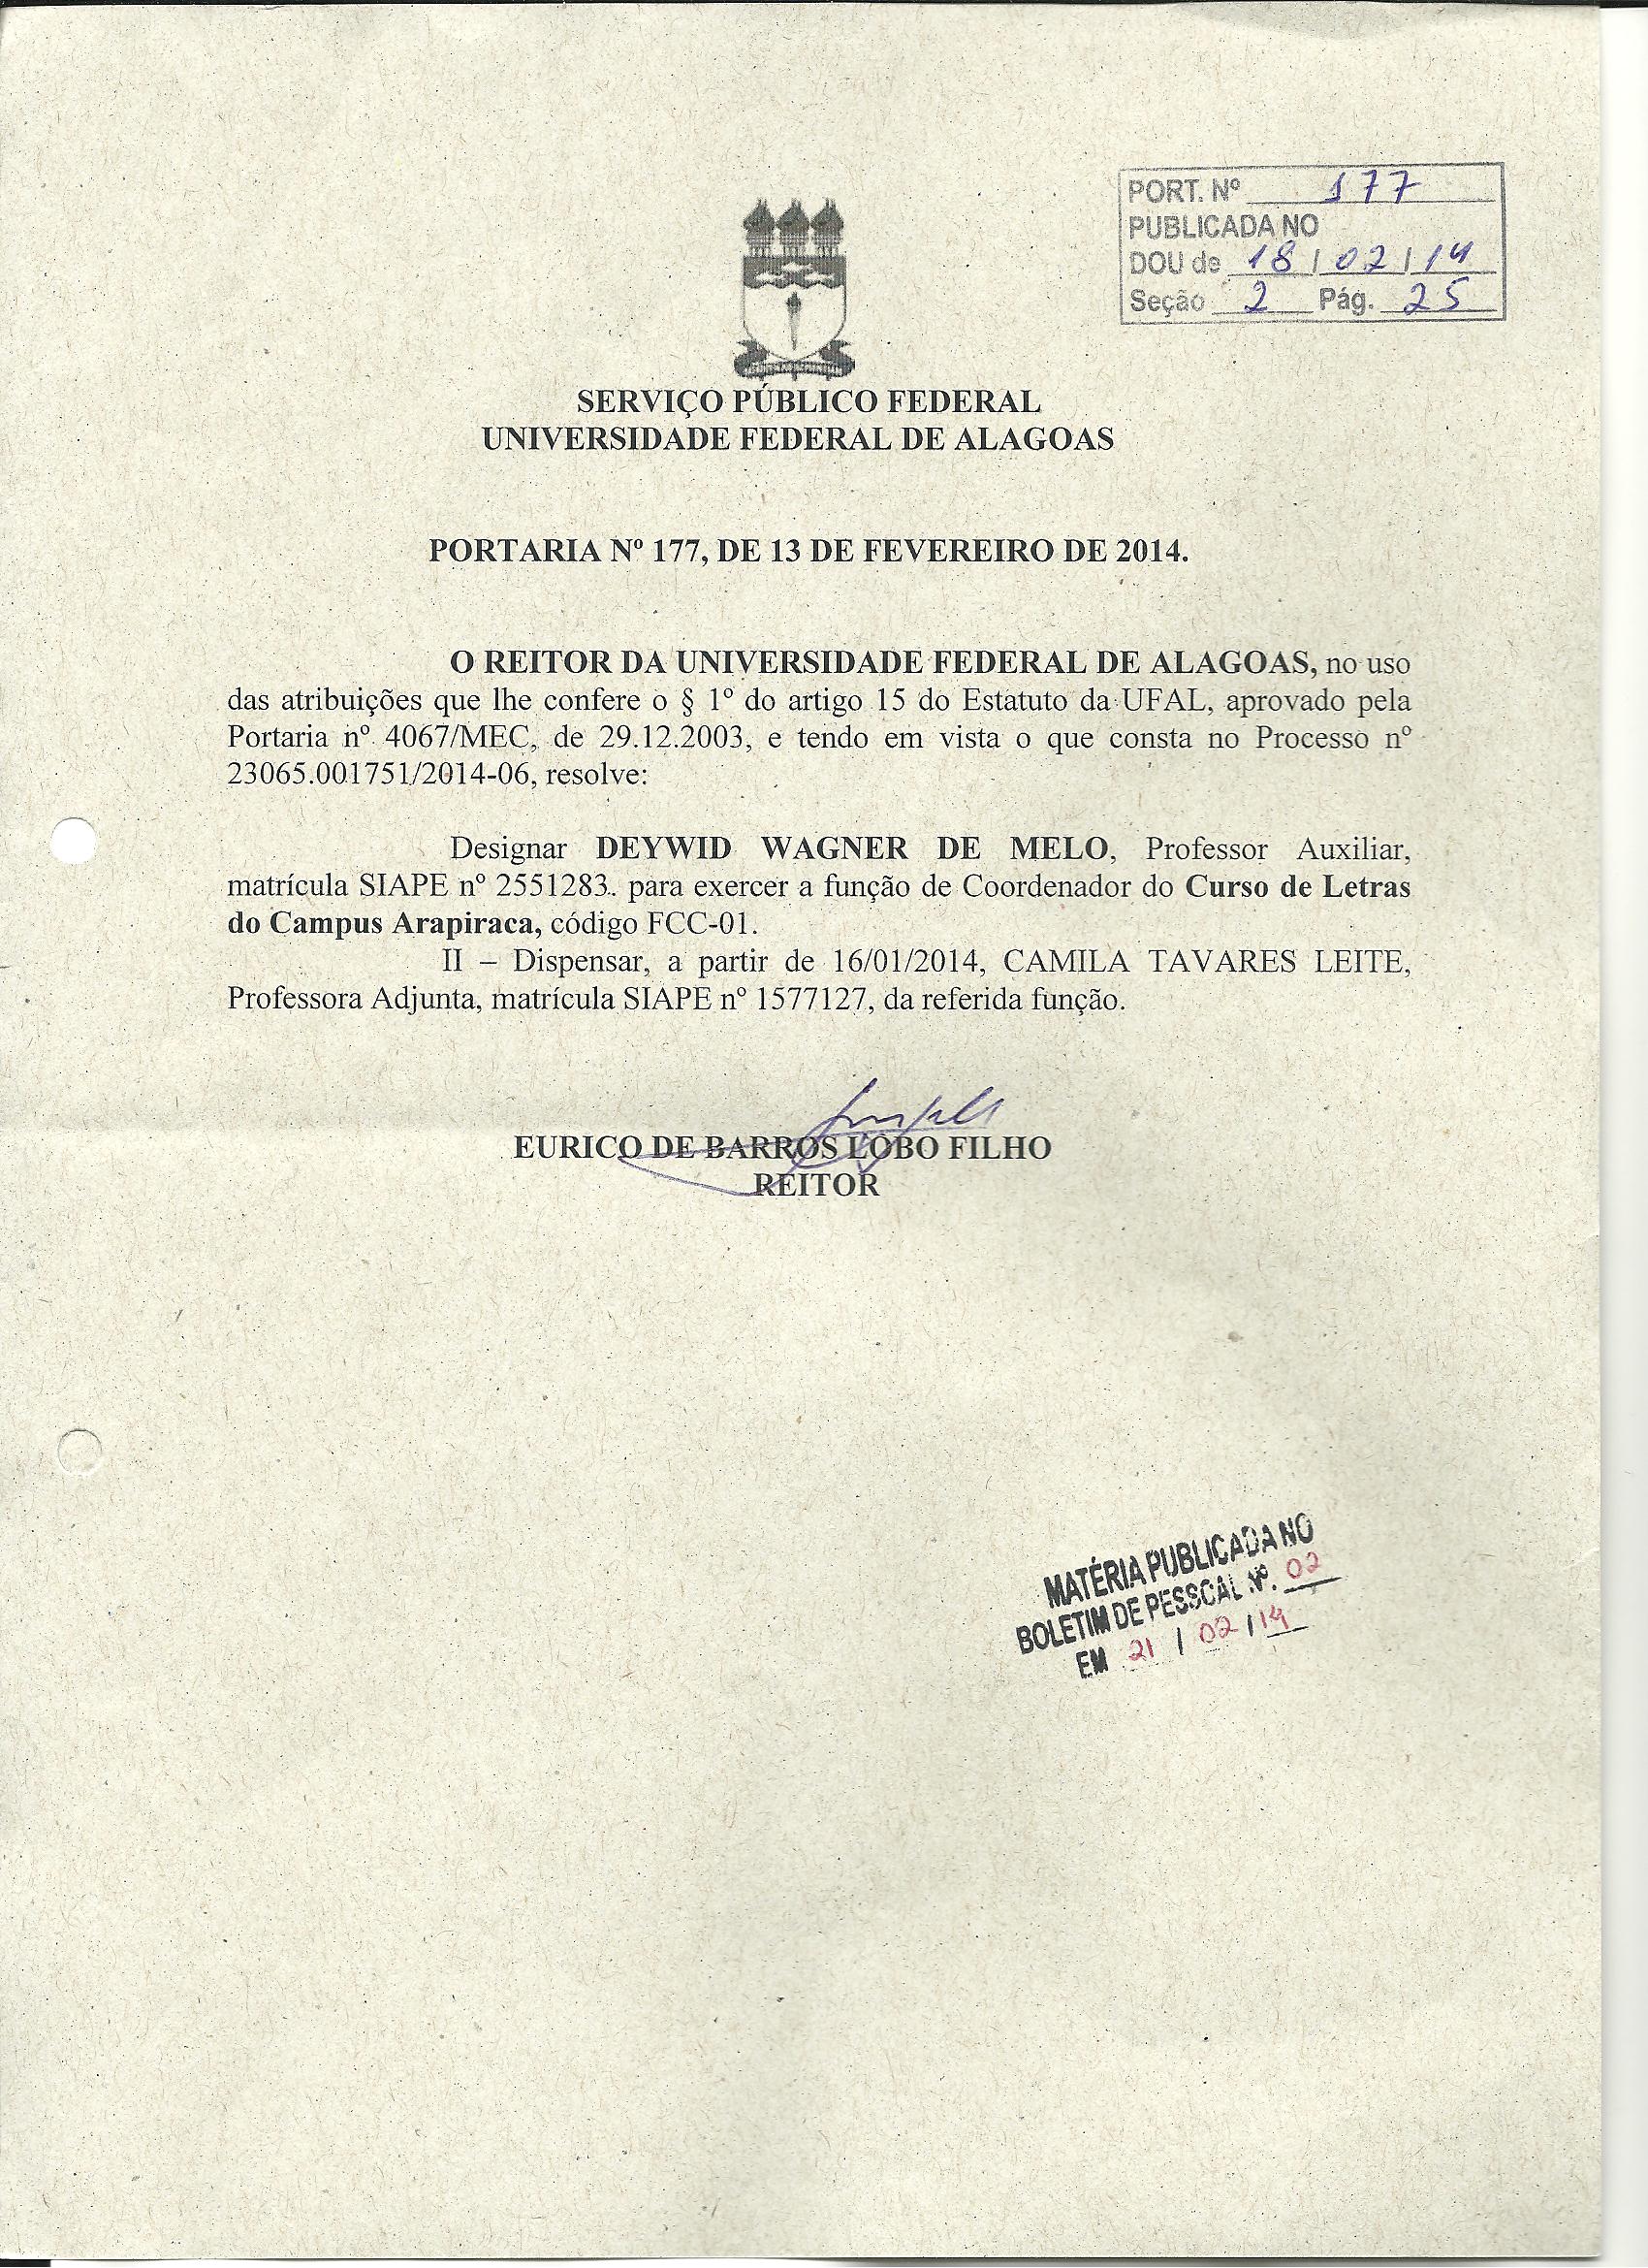 PORT. Nº 177
PUBLICADA NO
DOU de 18/02/14
Seção 2 Pág. 25
SERVIÇO PÚBLICO FEDERAL
UNIVERSIDADE FEDERAL DE ALAGOAS
PORTARIA Nº 177, DE 13 DE FEVEREIRO DE 2014.
O REITOR DA UNIVERSIDADE FEDERAL DE ALAGOAS, no uso
das atribuições que lhe confere o § 1º do artigo 15 do Estatuto da UFAL, aprovado pela
Portaria nº 4067/MEC, de 29.12.2003, e tendo em vista o que consta no Processo nº
23065.001751/2014-06, resolve:
Designar DEYWID WAGNER DE MELO, Professor Auxiliar,
matrícula SIAPE nº 2551283. para exercer a função de Coordenador do Curso de Letras
do Campus Arapiraca, código FCC-01.
II – Dispensar, a partir de 16/01/2014, CAMILA TAVARES LEITE,
Professora Adjunta, matrícula SIAPE nº 1577127, da referida função.
EURICO DE BARROS LOBO FILHO
REITOR
MATÉRIA PUBLICADA NO
BOLETIM DE PESSOAL Nº. 02
EM 21/02/14